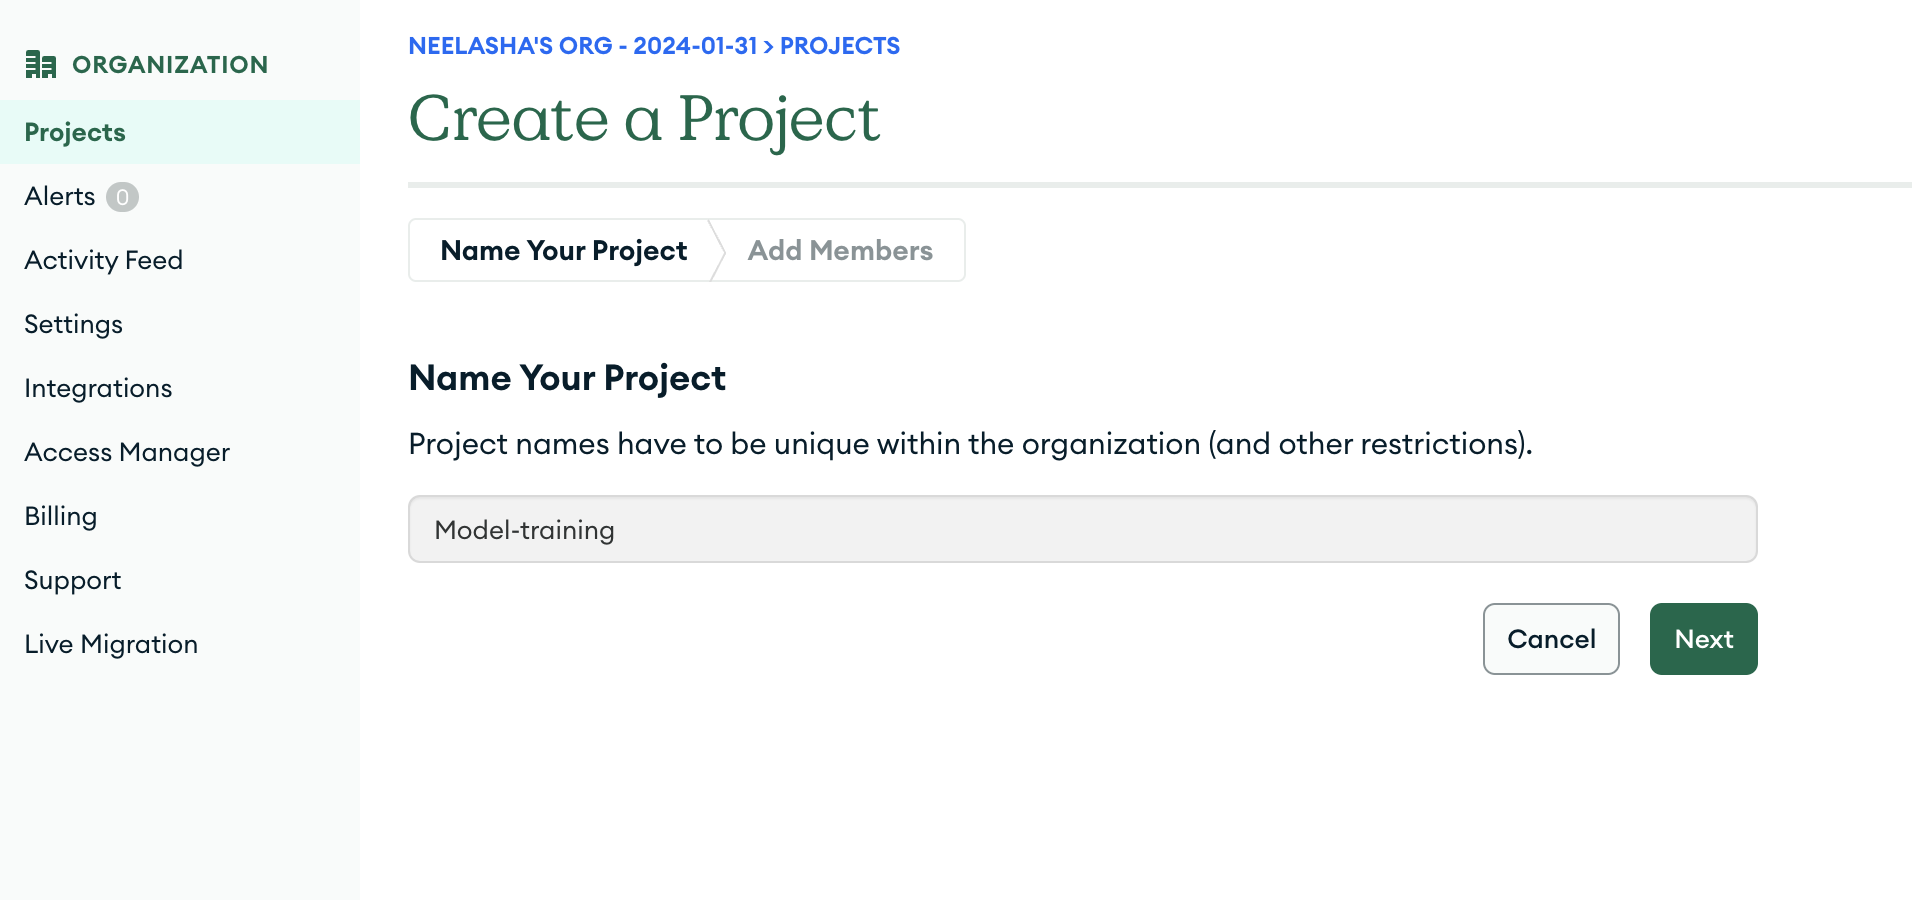 ORGANIZATION
Projects
Alerts 0
Activity Feed
Settings
Integrations
Access Manager
Billing
Support
Live Migration
NEELASHA'S ORG - 2024-01-31 > PROJECTS
Create a Project
Name Your Project Add Members
Name Your Project
Project names have to be unique within the organization (and other restrictions).
Model-training
Cancel Next